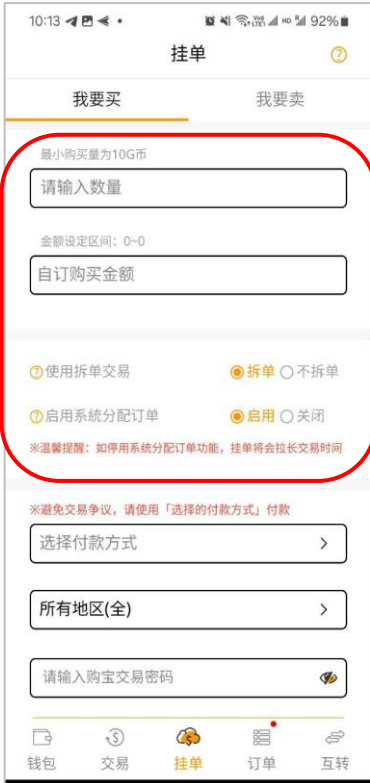 10:13
92%
挂单
我要买 我要卖
最小购买量为10G币
请输入数量
金额设定区间：0~0
自订购买金额
使用拆单交易 拆单 不拆单
启用系統分配订单 启用 关闭
※温馨提醒：如停用系统分配订单功能，挂单将会拉长交易时间
※避免交易争议，请使用「选择的付款方式」付款
选择付款方式
所有地区(全)
请输入购宝交易密码
钱包 交易 挂单 订单 互转